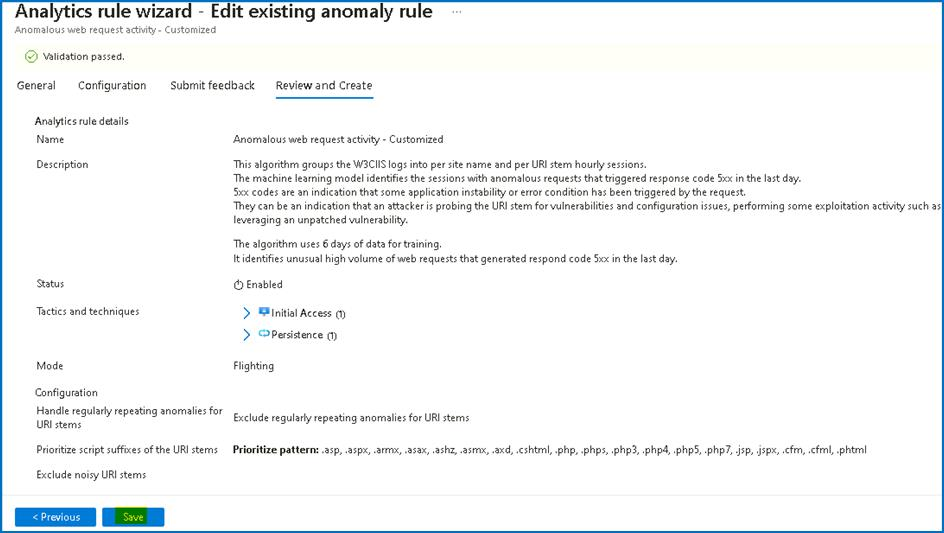 Analytics rule wizard - Edit existing anomaly rule ...
Anomalous web request activity - Customized
Validation passed.
General Configuration Submit feedback Review and Create
Analytics rule details
Name Anomalous web request activity - Customized
Description This algorithm groups the W3CIIS logs into per site name and per URI stem hourly sessions.
The machine learning model identifies the sessions with anomalous requests that triggered response code 5xx in the last day.
5xx codes are an indication that some application instability or error condition has been triggered by the request.
They can be an indication that an attacker is probing the URI stem for vulnerabilities and configuration issues, performing some exploitation activity such as
leveraging an unpatched vulnerability.
The algorithm uses 6 days of data for training.
It identifies unusual high volume of web requests that generated respond code 5xx in the last day.
Status Enabled
Tactics and techniques Initial Access (1)
Persistence (1)
Mode Flighting
Configuration
Handle regularly repeating anomalies for
URI stems Exclude regularly repeating anomalies for URI stems
Prioritize script suffixes of the URI stems Prioritize pattern: .asp, .aspx, .armx, .asax, .ashz, .asmx, .axd, .cshtml, .php, .phps, .php3, .php4, .php5, .php7, .jsp, .jspx, .cfm, .cfml, .phtml
Exclude noisy URI stems
< Previous Save